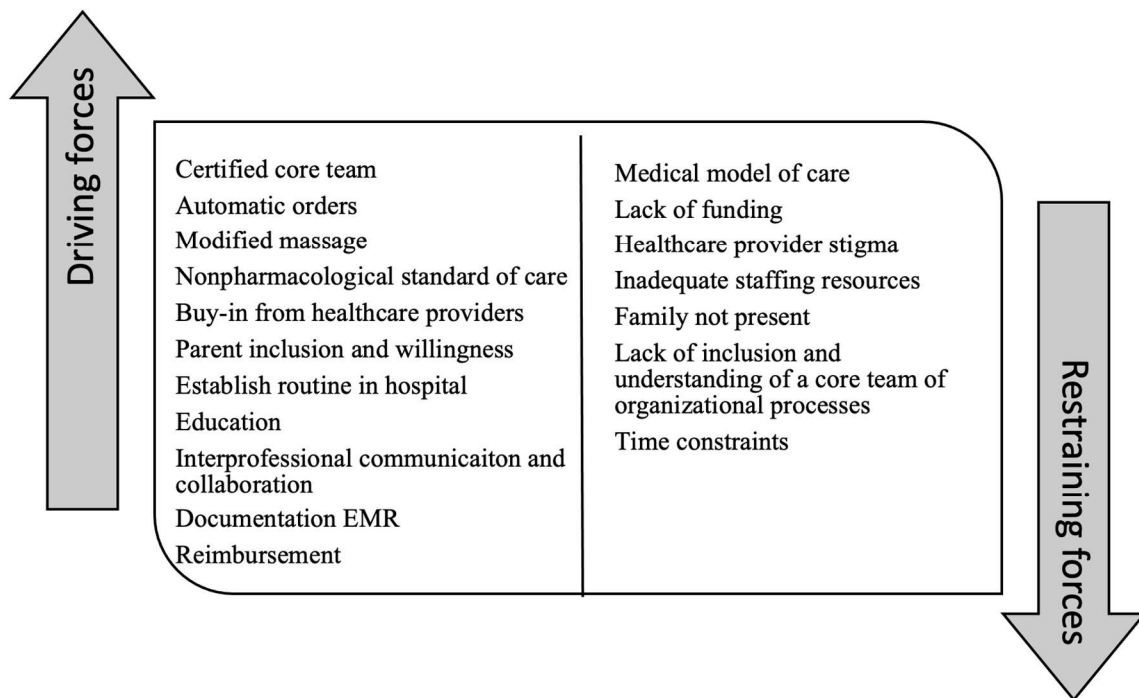 Driving forces
Certified core team
Automatic orders
Modified massage
Nonpharmacological standard of care
Buy-in from healthcare providers
Parent inclusion and willingness
Establish routine in hospital
Education
Interprofessional communicaiton and
collaboration
Documentation EMR
Reimbursement
Medical model of care
Lack of funding
Healthcare provider stigma
Inadequate staffing resources
Family not present
Lack of inclusion and
understanding of a core team of
organizational processes
Time constraints
Restraining forces